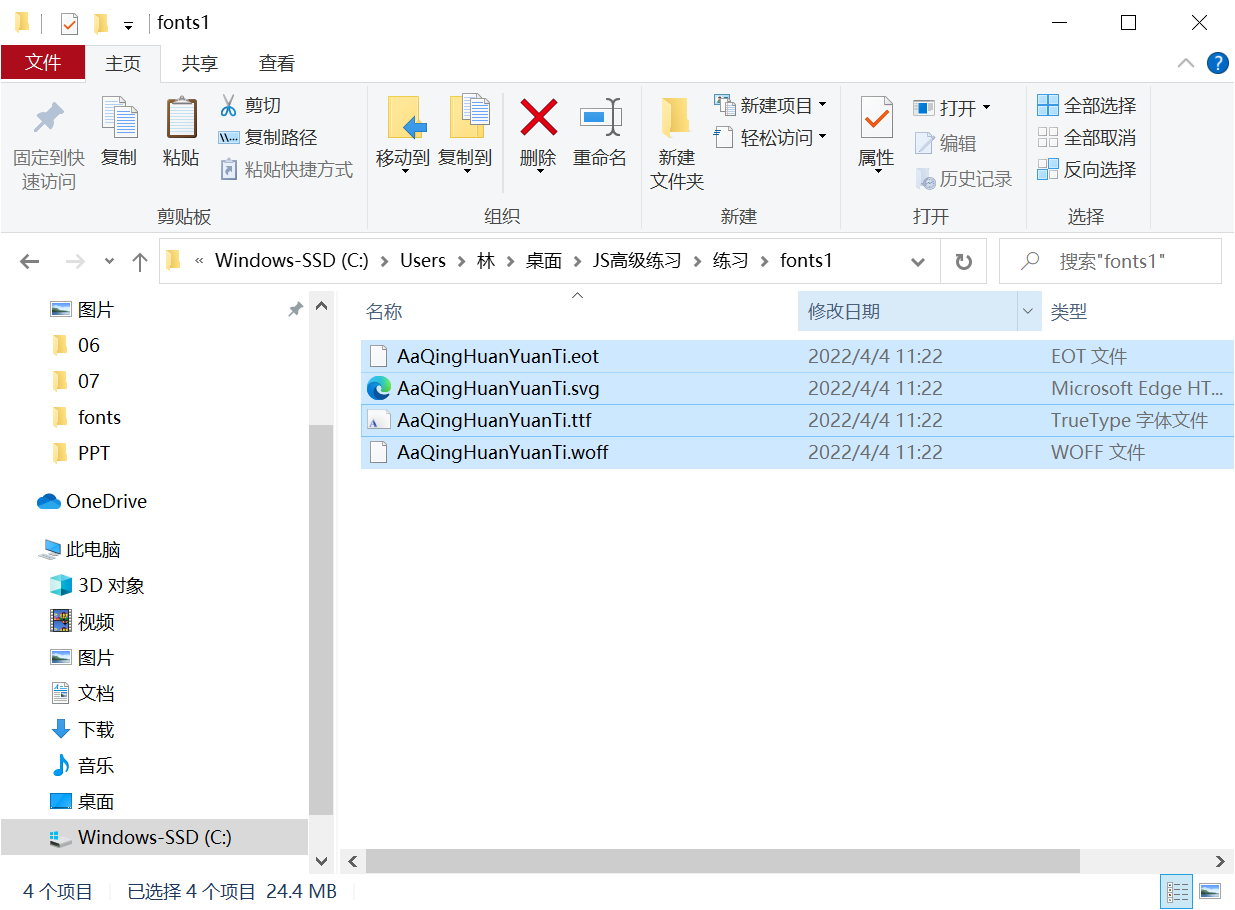 fonts1
文件 主页 共享 查看 ?
固定到快速访问
复制
粘贴
剪切
复制路径
粘贴快捷方式
剪贴板
移动到
复制到
删除
重命名
组织
新建文件夹
新建项目
轻松访问
新建
属性
打开
编辑
历史记录
打开
全部选择
全部取消
反向选择
选择
« Windows-SSD (C:) > Users > 林 > 桌面 > JS高级练习 > 练习 > fonts1
搜索"fonts1"
图片
06
07
fonts
PPT
OneDrive
此电脑
3D 对象
视频
图片
文档
下载
音乐
桌面
Windows-SSD (C:)
名称 修改日期 类型
AaQingHuanYuanTi.eot 2022/4/4 11:22 EOT 文件
AaQingHuanYuanTi.svg 2022/4/4 11:22 Microsoft Edge HT...
AaQingHuanYuanTi.ttf 2022/4/4 11:22 TrueType 字体文件
AaQingHuanYuanTi.woff 2022/4/4 11:22 WOFF 文件
4 个项目 已选择 4 个项目 24.4 MB